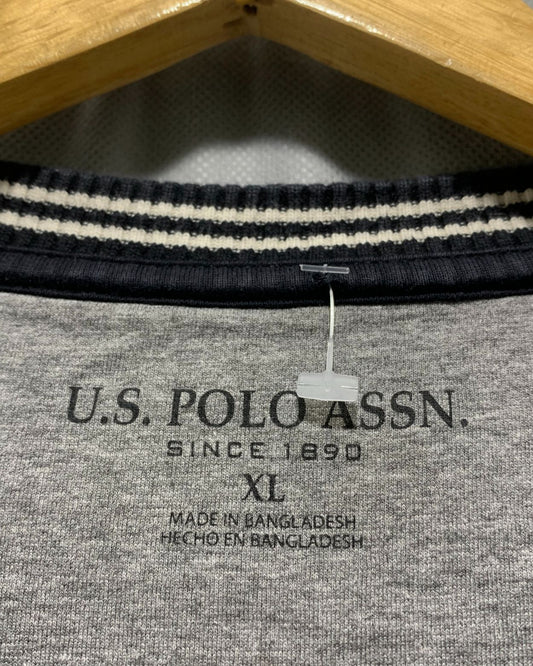 U.S. POLO ASSN.
SINCE 1890
XL
MADE IN BANGLADESH
HECHO EN BANGLADESH